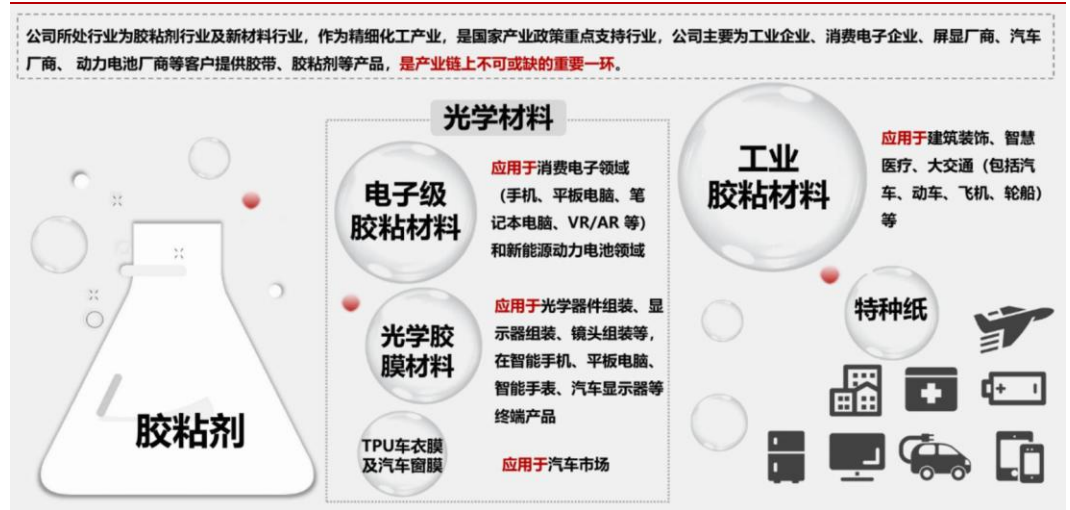 公司所处行业为胶粘剂行业及新材料行业，作为精细化工产业，是国家产业政策重点支持行业，公司主要为工业企业、消费电子企业、屏显厂商、汽车
厂商、 动力电池厂商等客户提供胶带、胶粘剂等产品，是产业链上不可或缺的重要一环。
光学材料
电子级
胶粘材料
应用于消费电子领域
（手机、平板电脑、笔
记本电脑、VR/AR 等）
和新能源动力电池领域
光学胶
膜材料
应用于光学器件组装、显
示器组装、镜头组装等，
在智能手机、平板电脑、
智能手表、汽车显示器等
终端产品
TPU车衣膜
及汽车窗膜
应用于汽车市场
工业
胶粘材料
应用于建筑装饰、智慧
医疗、大交通（包括汽
车、动车、飞机、轮船）
等
特种纸
胶粘剂